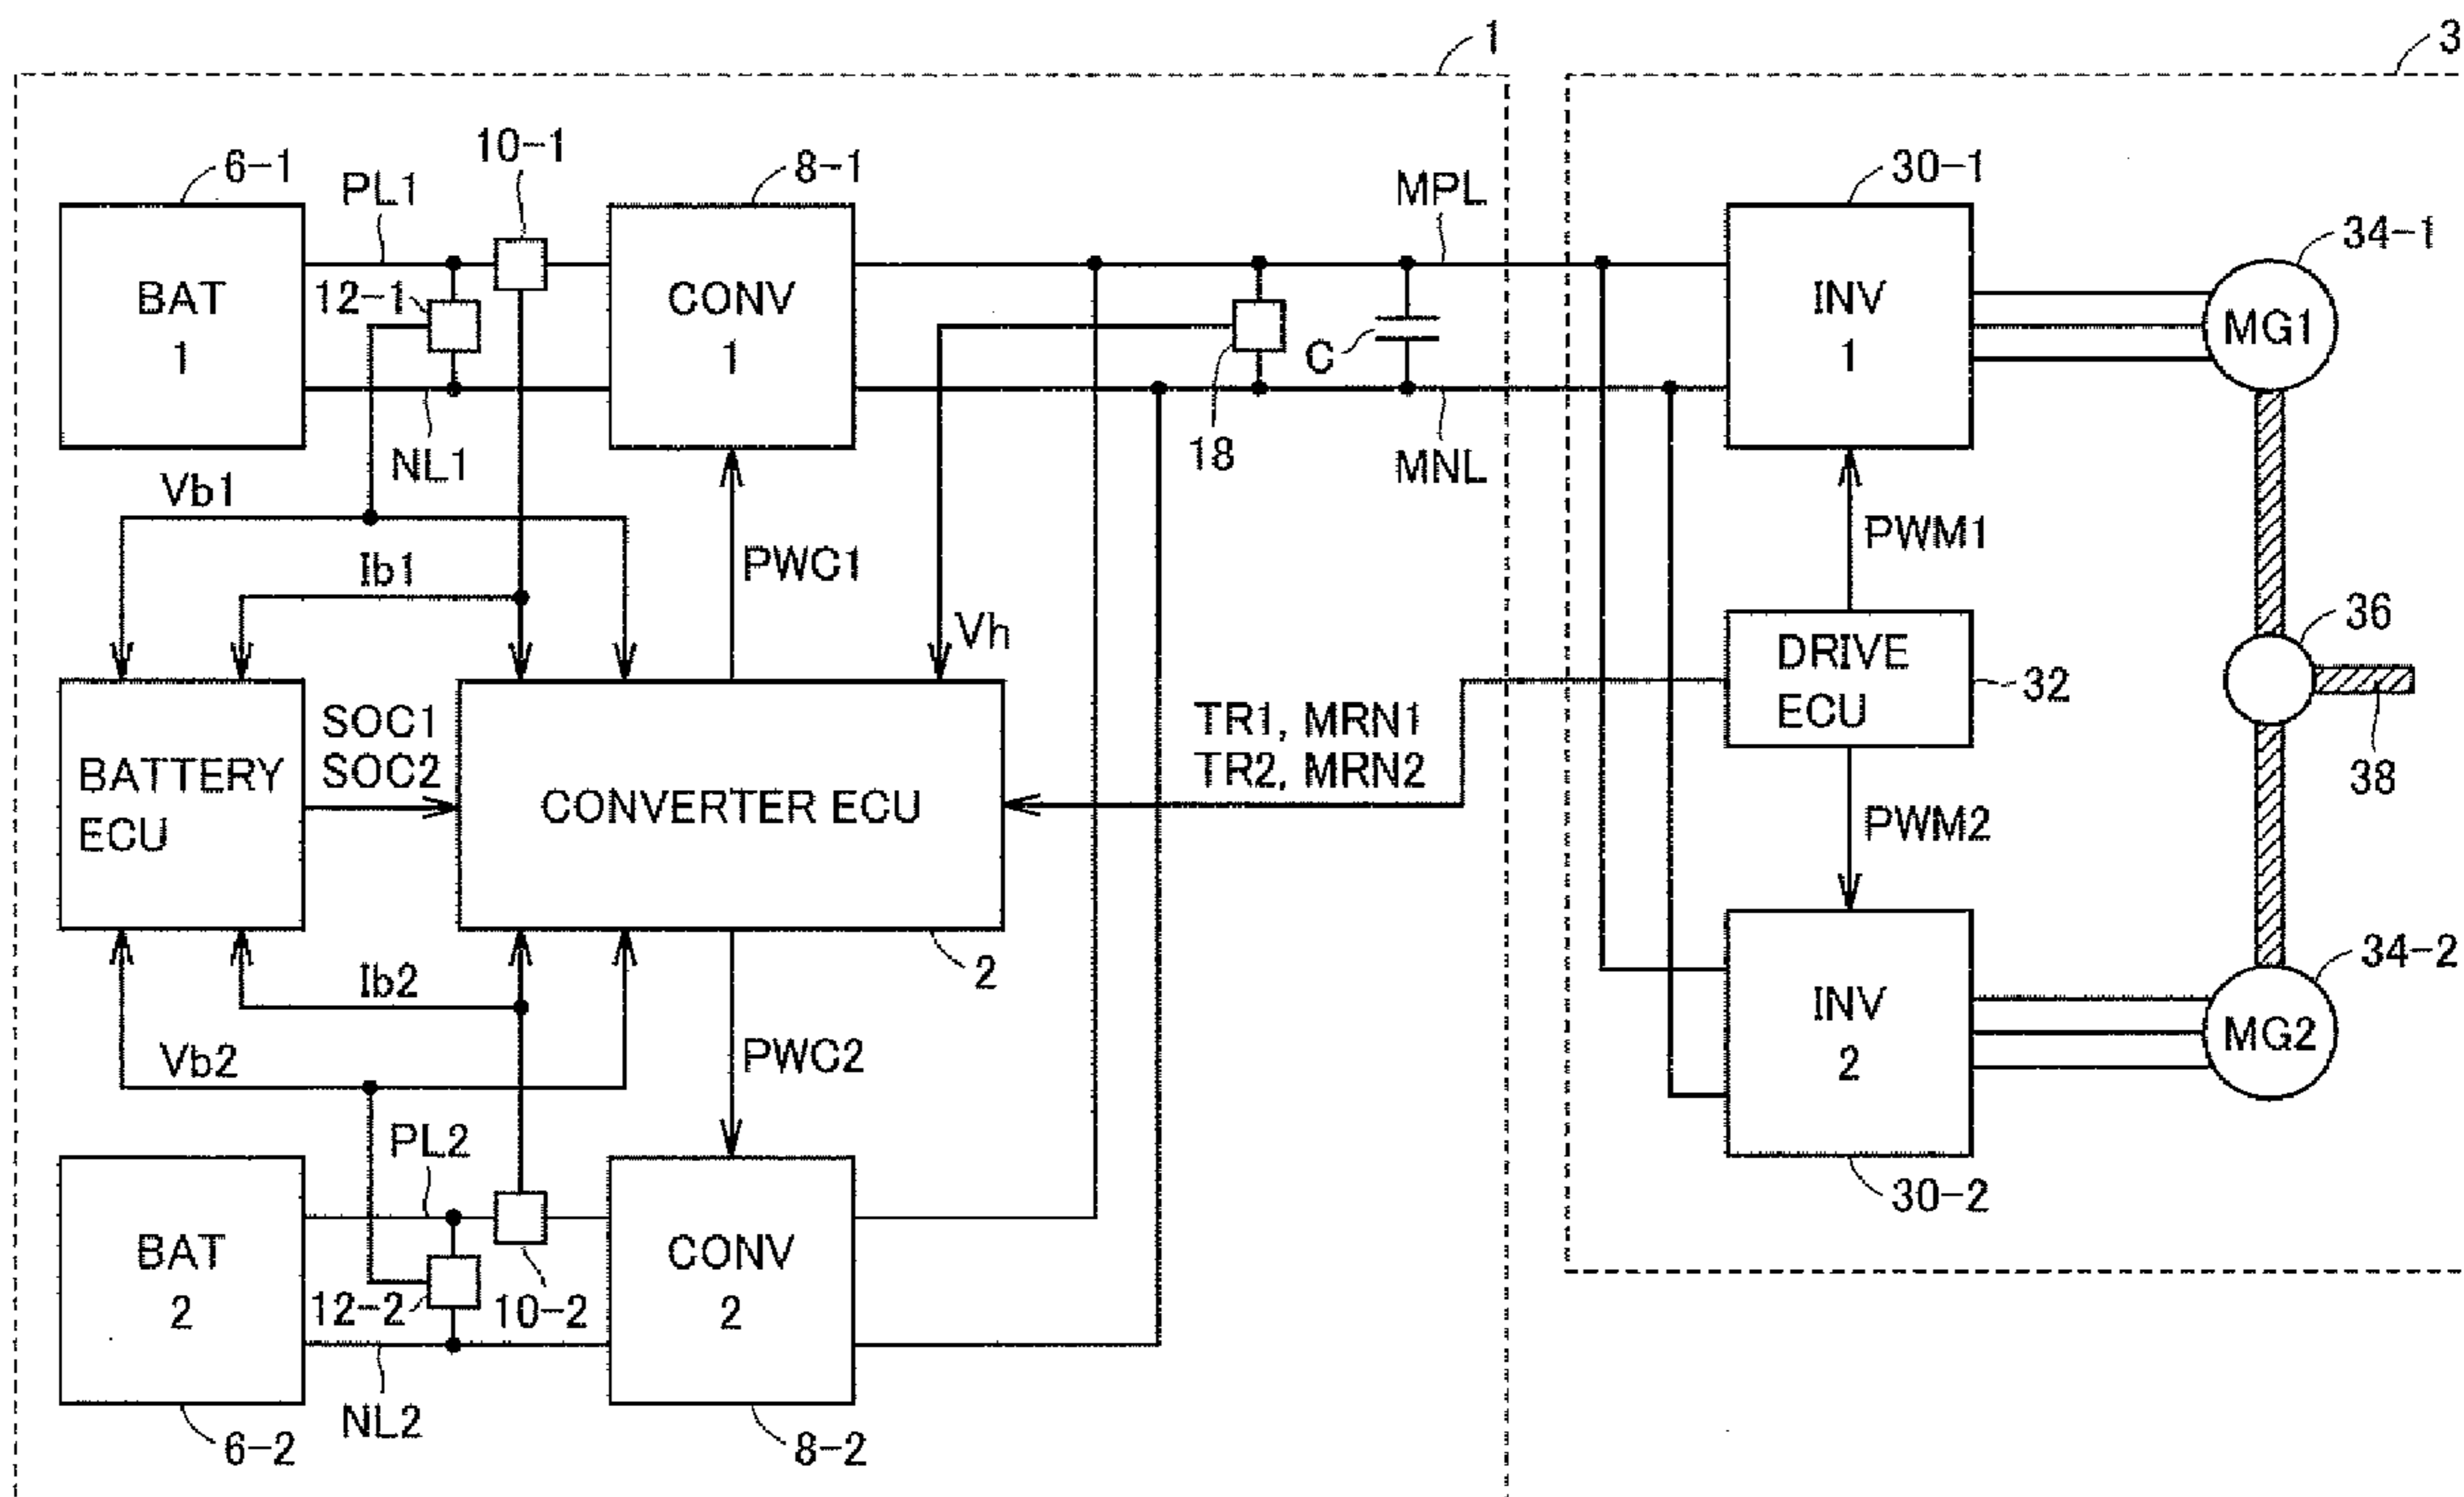 1
3
6-1
PL1
10-1
8-1
MPL
30-1
34-1
BAT
1
12-1
CONV
1
C
INV
1
MG1
NL1
18
MNL
Vb1
Ib1
PWC1
Vh
PWM1
36
DRIVE
ECU
32
38
SOC1
SOC2
TR1, MRN1
TR2, MRN2
BATTERY
ECU
CONVERTER ECU
PWM2
2
Ib2
Vb2
PWC2
34-2
INV
2
MG2
PL2
30-2
BAT
2
12-2
10-2
CONV
2
NL2
6-2
8-2